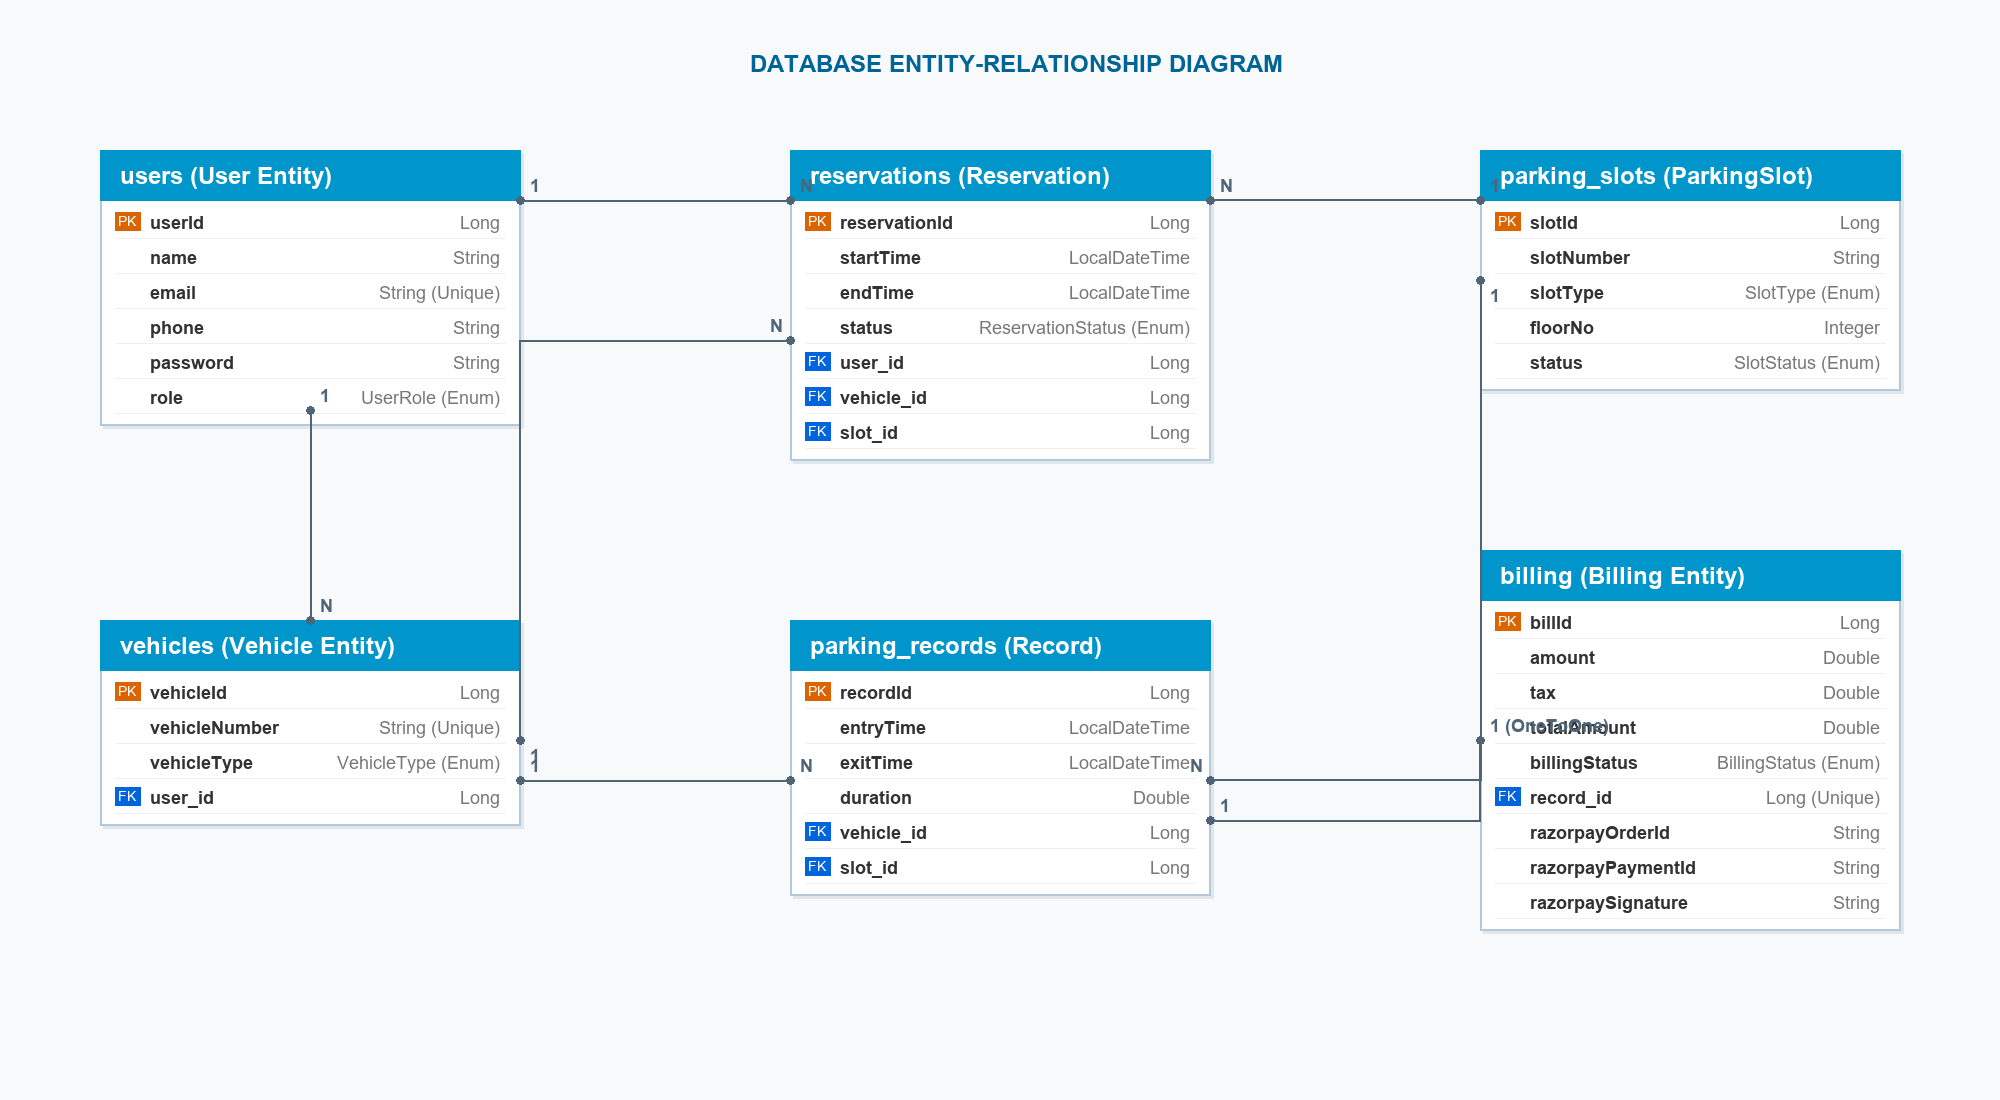 DATABASE ENTITY-RELATIONSHIP DIAGRAM
users (User Entity)
PK userId Long
name String
email String (Unique)
phone String
password String
role UserRole (Enum)
1
N
reservations (Reservation)
PK reservationId Long
startTime LocalDateTime
endTime LocalDateTime
status ReservationStatus (Enum)
FK user_id Long
FK vehicle_id Long
FK slot_id Long
N
1
parking_slots (ParkingSlot)
PK slotId Long
slotNumber String
slotType SlotType (Enum)
floorNo Integer
status SlotStatus (Enum)
1
N
1
N
vehicles (Vehicle Entity)
PK vehicleId Long
vehicleNumber String (Unique)
vehicleType VehicleType (Enum)
FK user_id Long
1
1
N
parking_records (Record)
PK recordId Long
entryTime LocalDateTime
exitTime LocalDateTime
duration Double
FK vehicle_id Long
FK slot_id Long
N
1
billing (Billing Entity)
PK billId Long
amount Double
tax Double
1 (OneToOne)
totalAmount Double
billingStatus BillingStatus (Enum)
FK record_id Long (Unique)
razorpayOrderId String
razorpayPaymentId String
razorpaySignature String